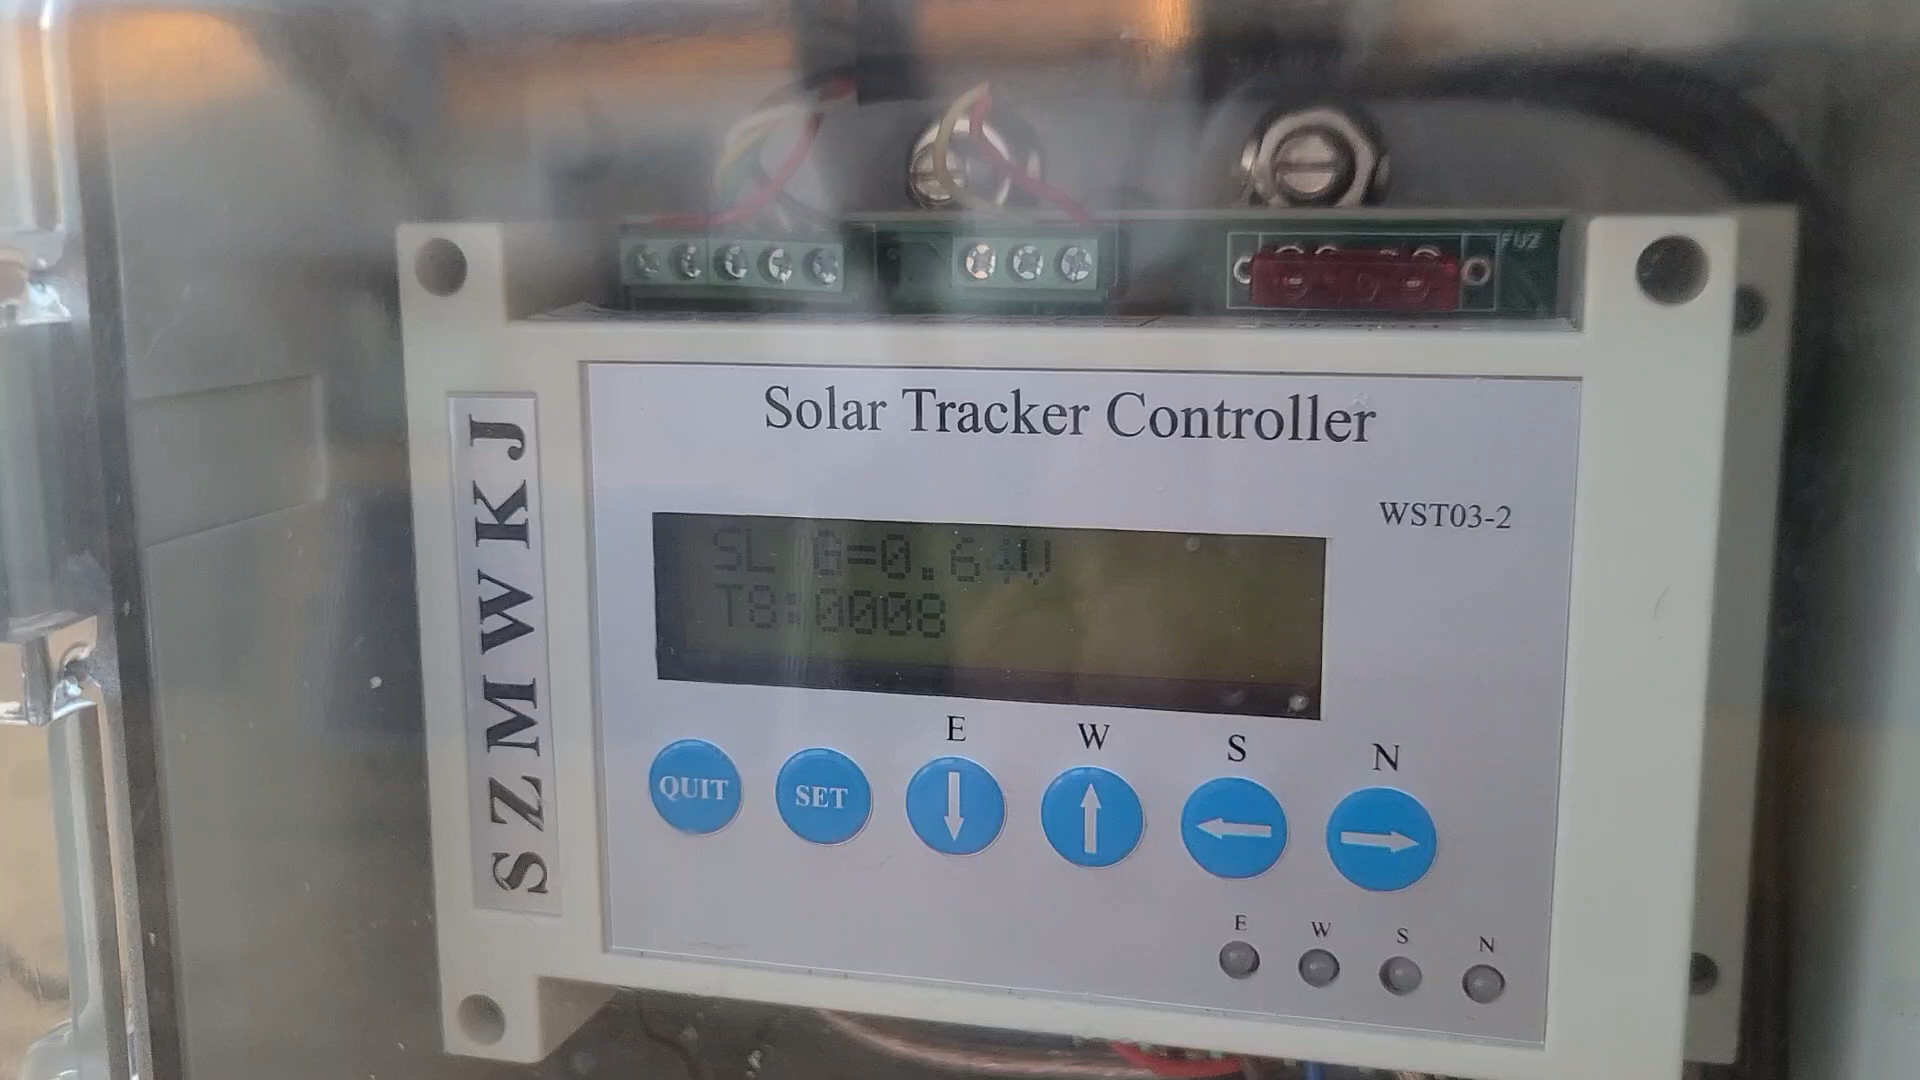 FU2
Solar Tracker Controller
WST03-2
SZMWKJ
SL G=0.64V
T8:0008
E W S N
QUIT SET
E W S N